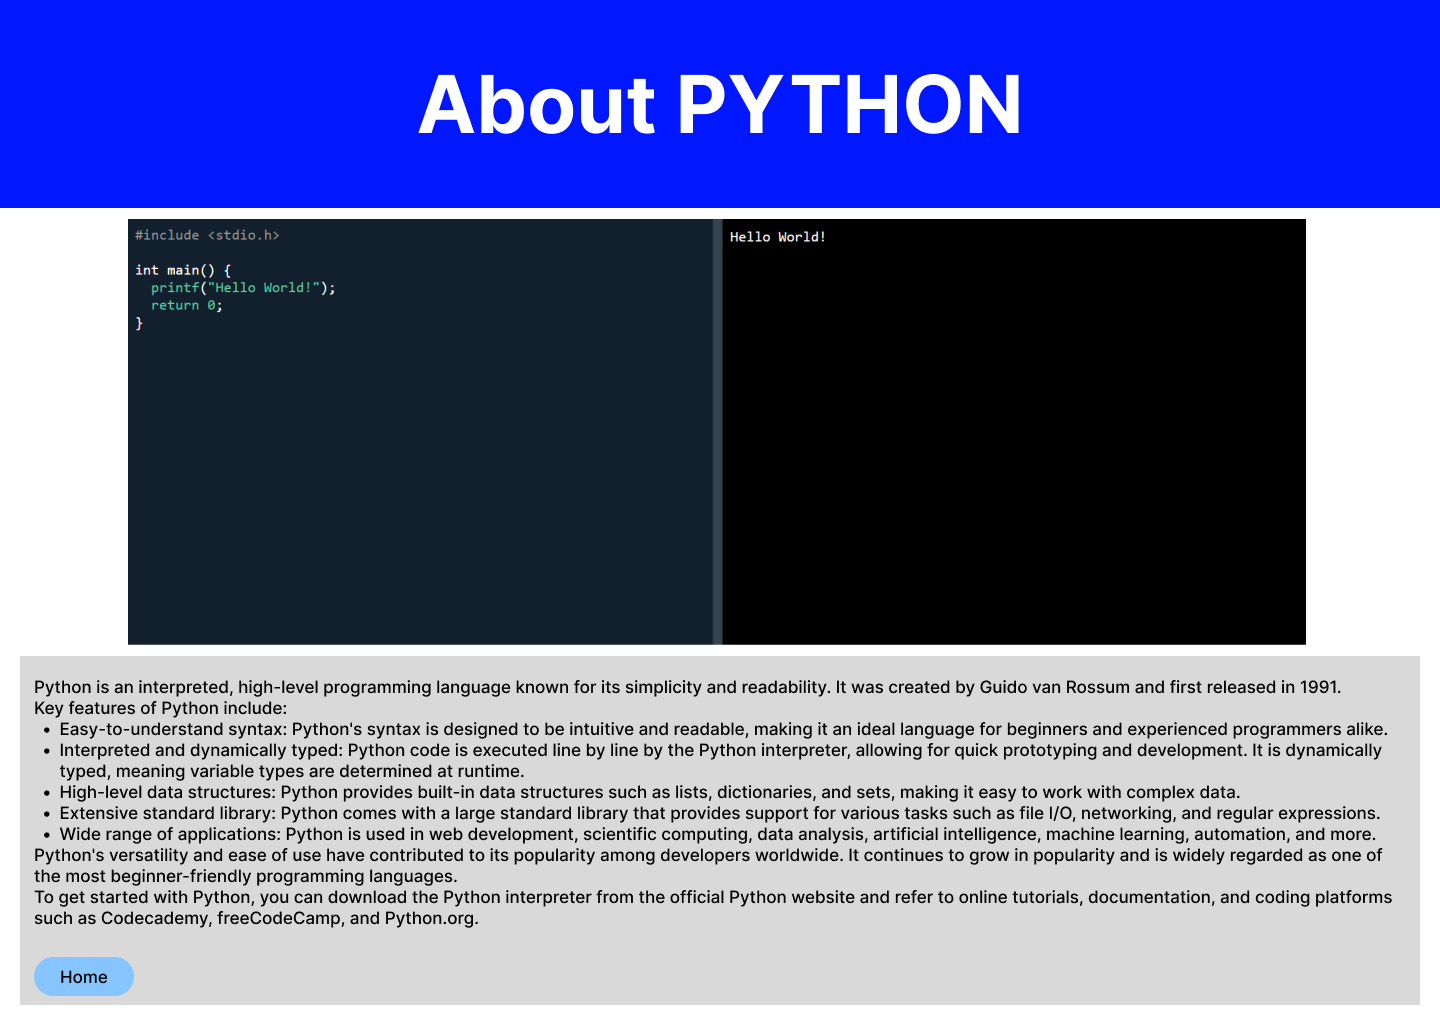 About PYTHON
#include <stdio.h>
int main() {
printf("Hello World!");
return 0;
}
Hello World!
Python is an interpreted, high-level programming language known for its simplicity and readability. It was created by Guido van Rossum and first released in 1991.
Key features of Python include:
• Easy-to-understand syntax: Python's syntax is designed to be intuitive and readable, making it an ideal language for beginners and experienced programmers alike.
• Interpreted and dynamically typed: Python code is executed line by line by the Python interpreter, allowing for quick prototyping and development. It is dynamically
typed, meaning variable types are determined at runtime.
• High-level data structures: Python provides built-in data structures such as lists, dictionaries, and sets, making it easy to work with complex data.
• Extensive standard library: Python comes with a large standard library that provides support for various tasks such as file I/O, networking, and regular expressions.
• Wide range of applications: Python is used in web development, scientific computing, data analysis, artificial intelligence, machine learning, automation, and more.
Python's versatility and ease of use have contributed to its popularity among developers worldwide. It continues to grow in popularity and is widely regarded as one of
the most beginner-friendly programming languages.
To get started with Python, you can download the Python interpreter from the official Python website and refer to online tutorials, documentation, and coding platforms
such as Codecademy, freeCodeCamp, and Python.org.
Home